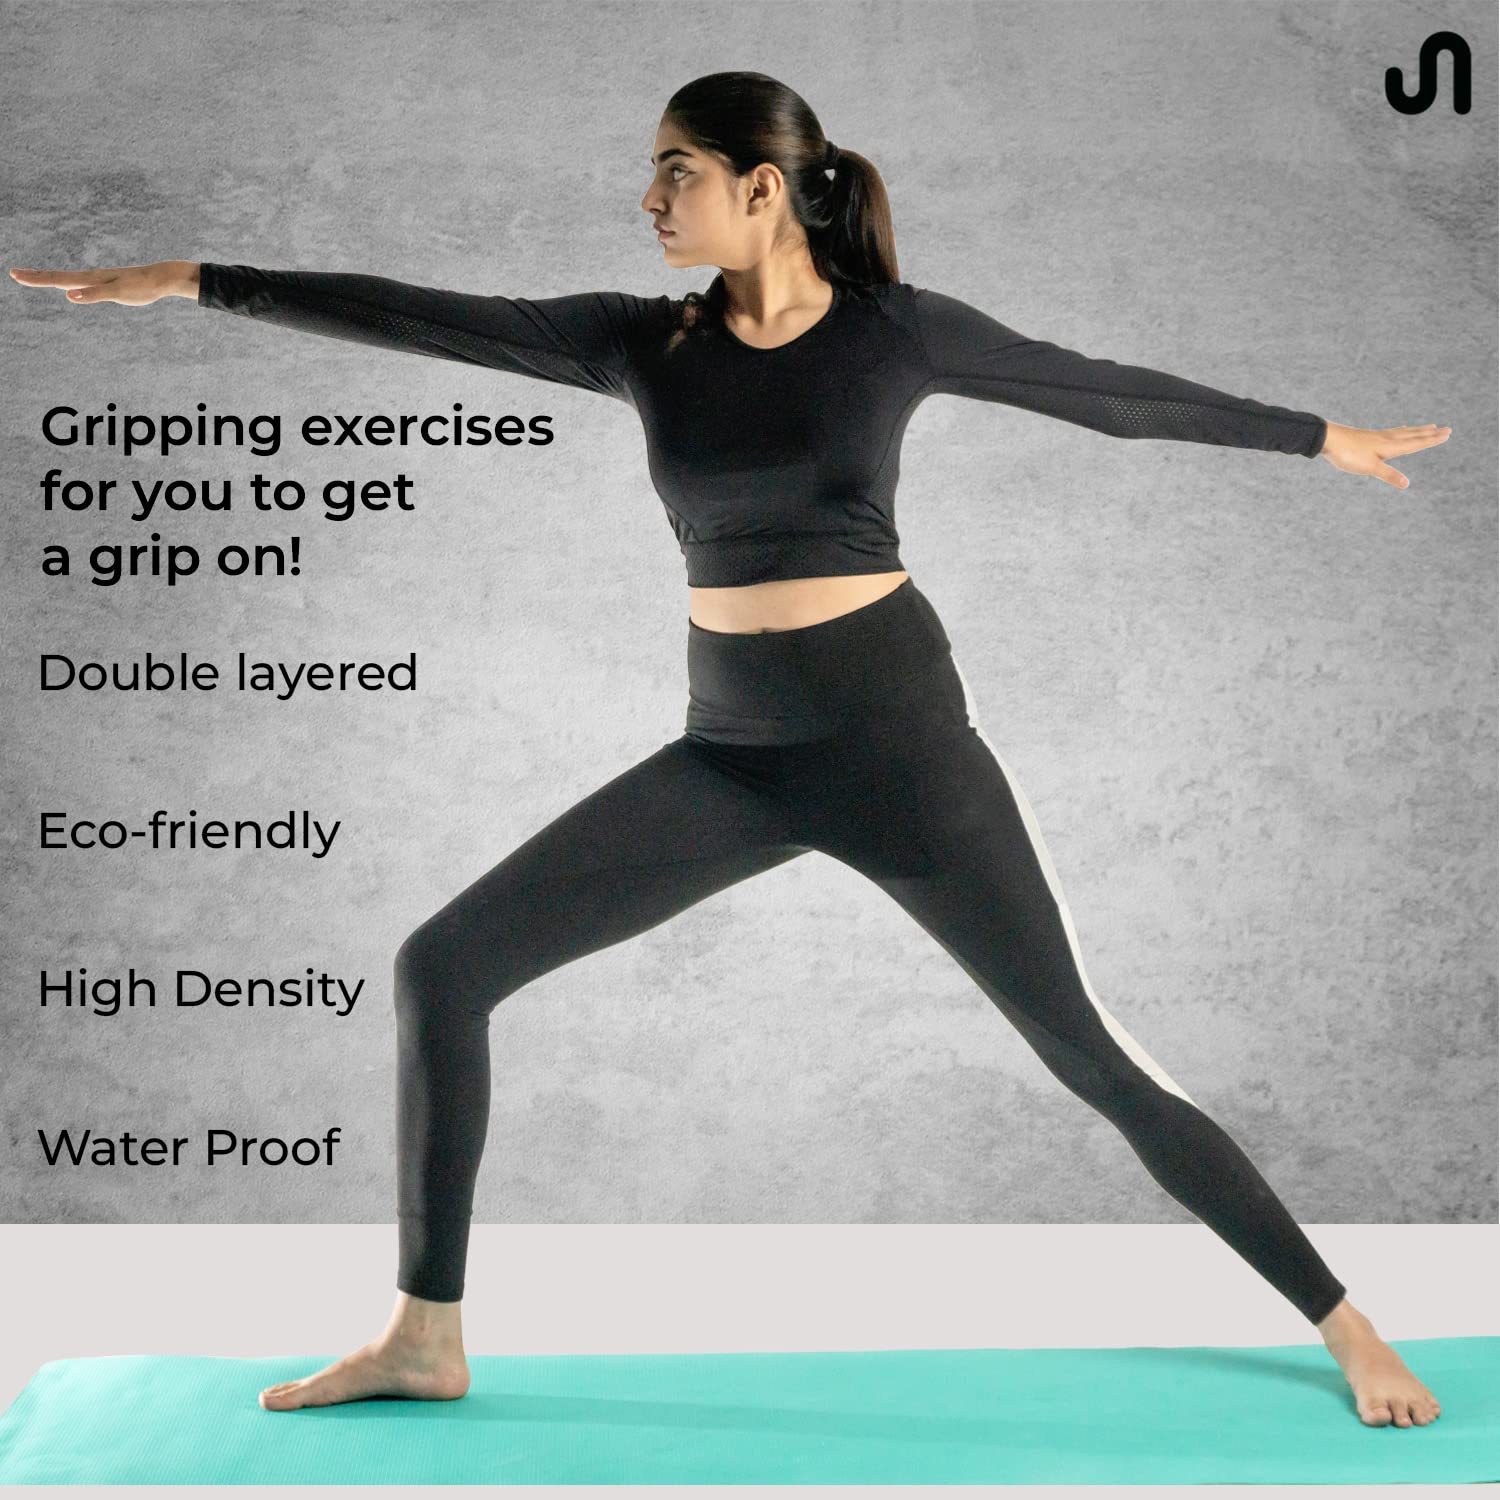 Gripping exercises
for you to get
a grip on!
Double layered
Eco-friendly
High Density
Water Proof